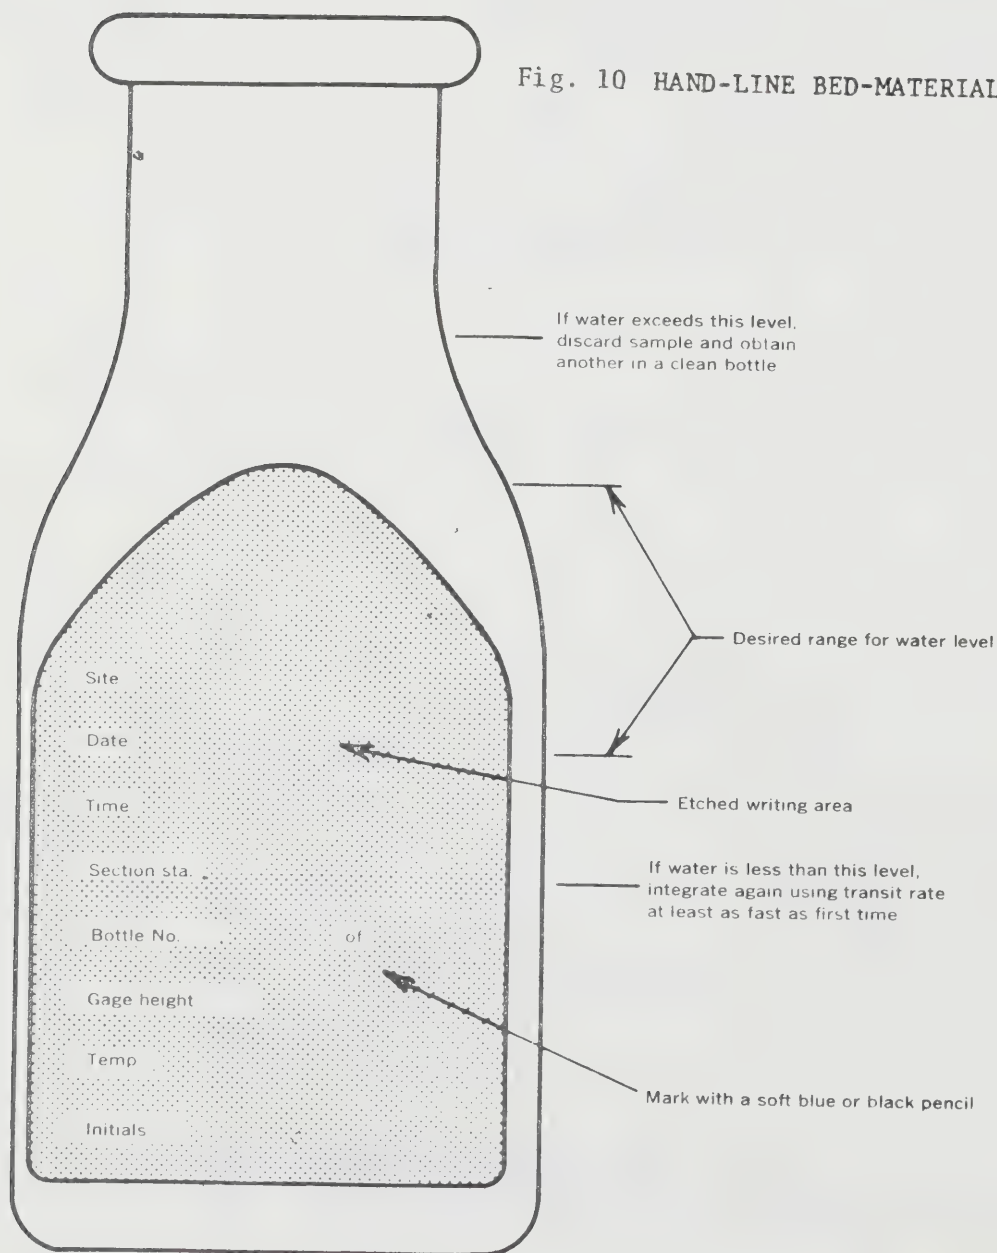 Fig. 10 HAND-LINE BED-MATERIAL
If water exceeds this level,
discard sample and obtain
another in a clean bottle
Desired range for water level
Site
Date
Etched writing area
Time
If water is less than this level,
integrate again using transit rate
at least as fast as first time
Section sta.
Bottle No. of
Gage height
Temp
Mark with a soft blue or black pencil
Initials